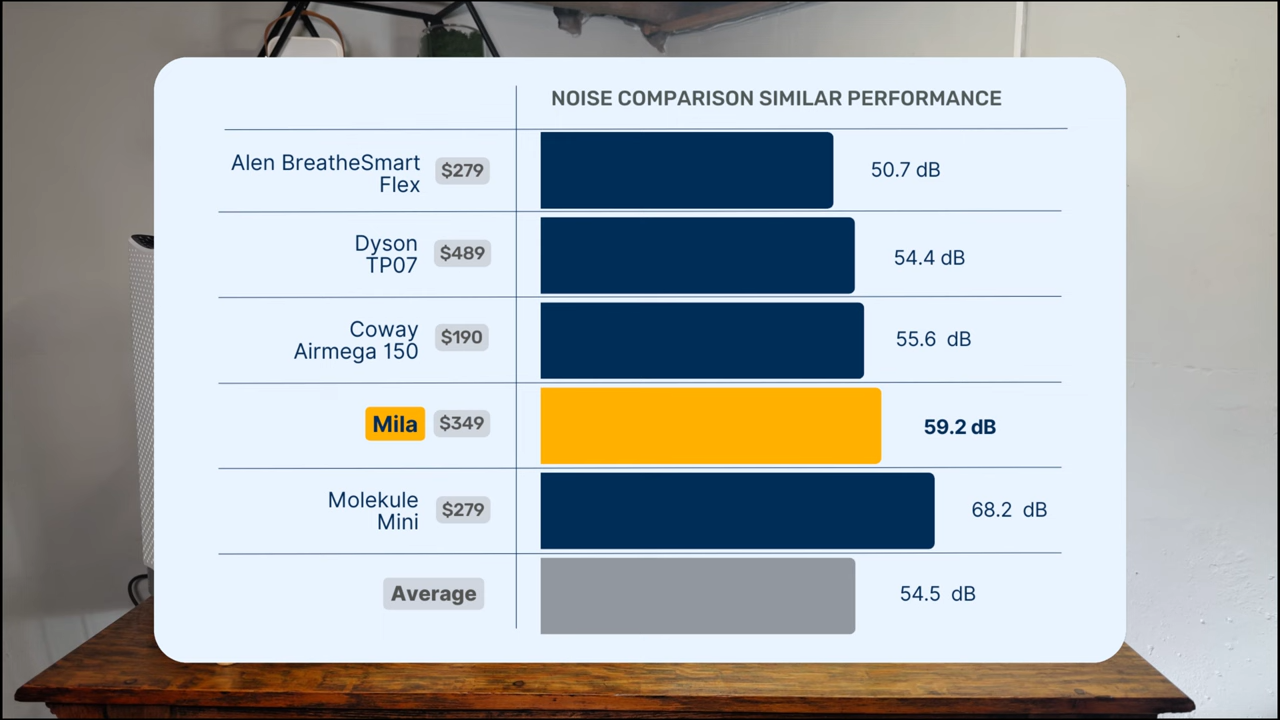 NOISE COMPARISON SIMILAR PERFORMANCE
Alen BreatheSmart
Flex
$279
50.7 dB
Dyson
TP07
$489
54.4 dB
Coway
Airmega 150
$190
55.6 dB
Mila
$349
59.2 dB
Molekule
Mini
$279
68.2 dB
Average
54.5 dB